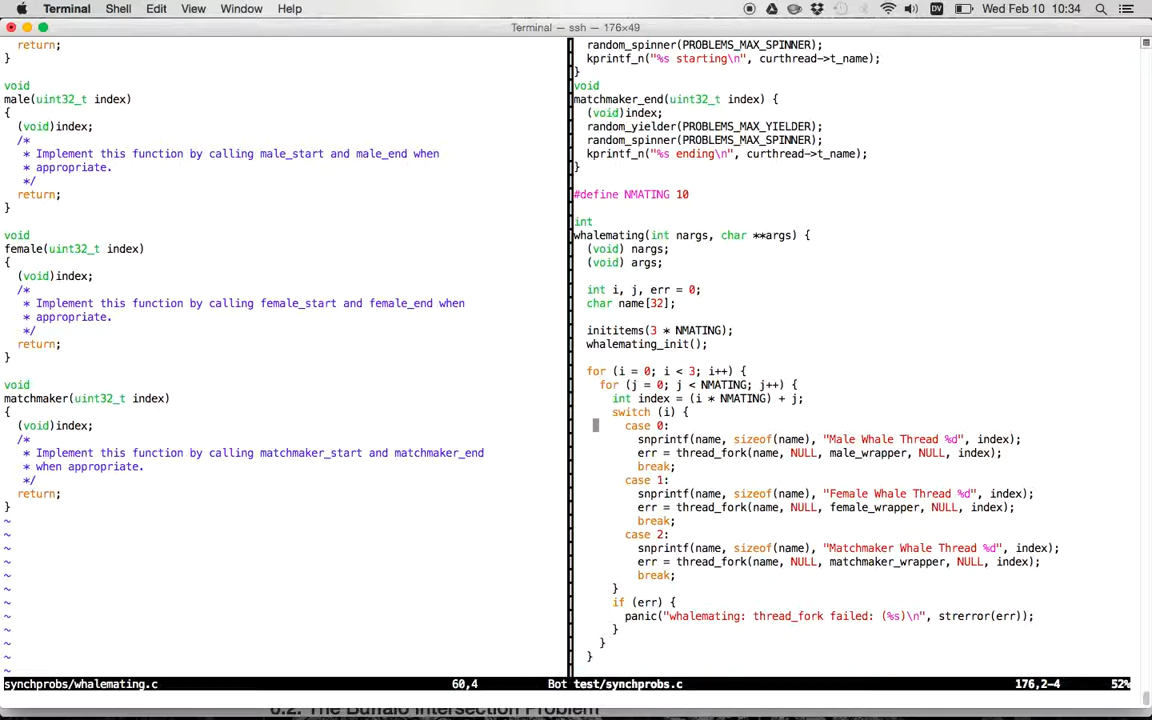 Terminal Shell Edit View Window Help
DV Wed Feb 10 10:34
Terminal — ssh — 176×49
return;
}
void
male(uint32_t index)
{
(void)index;
/*
* Implement this function by calling male_start and male_end when
* appropriate.
*/
return;
}
void
female(uint32_t index)
{
(void)index;
/*
* Implement this function by calling female_start and female_end when
* appropriate.
*/
return;
}
void
matchmaker(uint32_t index)
{
(void)index;
/*
* Implement this function by calling matchmaker_start and matchmaker_end
* when appropriate.
*/
return;
}
~
~
~
~
~
~
~
~
~
~
~
~
synchprobs/whalemating.c 60,4 Bot
random_spinner(PROBLEMS_MAX_SPINNER);
kprintf_n("%s starting\n", curthread->t_name);
}
void
matchmaker_end(uint32_t index) {
(void)index;
random_yielder(PROBLEMS_MAX_YIELDER);
random_spinner(PROBLEMS_MAX_SPINNER);
kprintf_n("%s ending\n", curthread->t_name);
}
#define NMATING 10
int
whalemating(int nargs, char **args) {
(void) nargs;
(void) args;
int i, j, err = 0;
char name[32];
inititems(3 * NMATING);
whalemating_init();
for (i = 0; i < 3; i++) {
for (j = 0; j < NMATING; j++) {
int index = (i * NMATING) + j;
switch (i) {
case 0:
snprintf(name, sizeof(name), "Male Whale Thread %d", index);
err = thread_fork(name, NULL, male_wrapper, NULL, index);
break;
case 1:
snprintf(name, sizeof(name), "Female Whale Thread %d", index);
err = thread_fork(name, NULL, female_wrapper, NULL, index);
break;
case 2:
snprintf(name, sizeof(name), "Matchmaker Whale Thread %d", index);
err = thread_fork(name, NULL, matchmaker_wrapper, NULL, index);
break;
}
if (err) {
panic("whalemating: thread_fork failed: (%s)\n", strerror(err));
}
}
}
test/synchprobs.c 176,2-4 52%
6.2. The Buffalo Intersection Problem